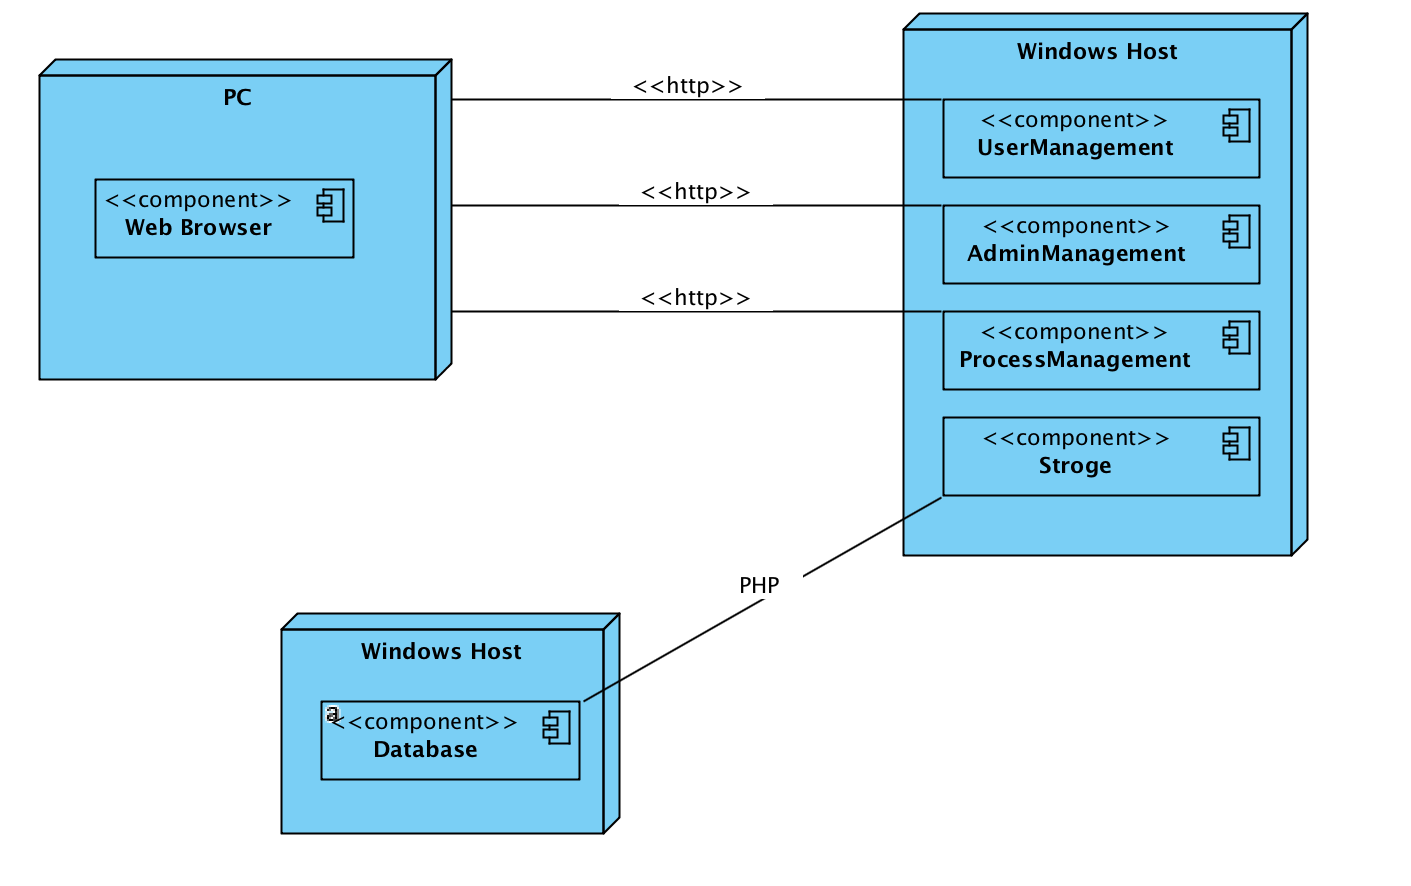 PC
<<component>>
Web Browser
<<http>>
<<http>>
<<http>>
Windows Host
<<component>>
UserManagement
<<component>>
AdminManagement
<<component>>
ProcessManagement
<<component>>
Stroge
PHP
Windows Host
a
<<component>>
Database